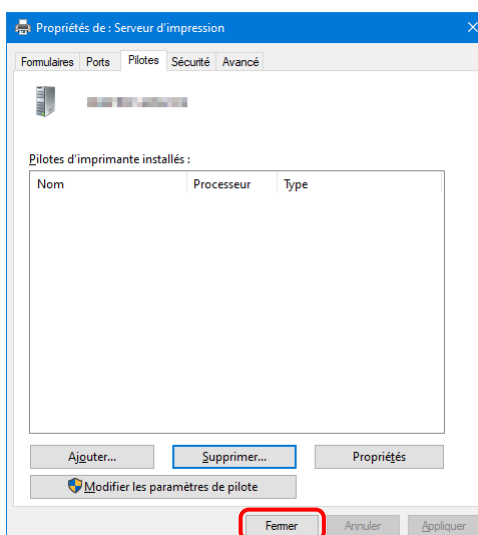 Propriétés de : Serveur d'impression
Formulaires Ports Pilotes Sécurité Avancé
Pilotes d'imprimante installés :
Nom Processeur Type
Ajouter... Supprimer... Propriétés
Modifier les paramètres de pilote
Fermer Annuler Appliquer